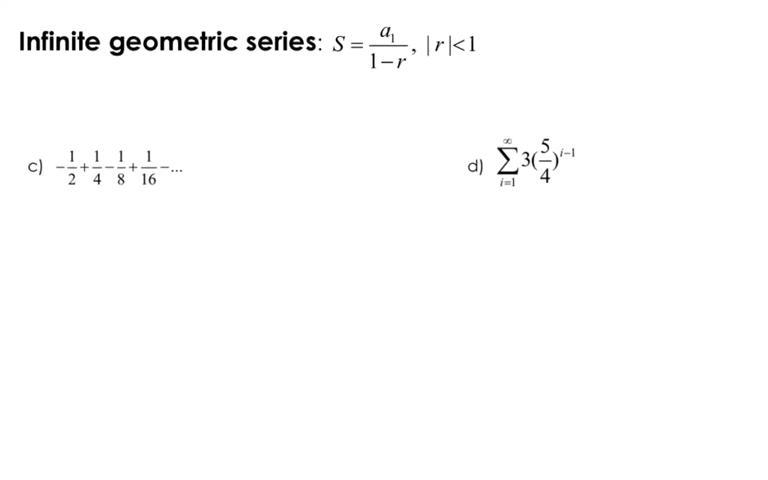 Infinite geometric series: S = a₁/(1−r), |r|<1
c) −1/2+1/4−1/8+1/16−...
d) ∑_{i=1}^{∞} 3(5/4)^{i−1}